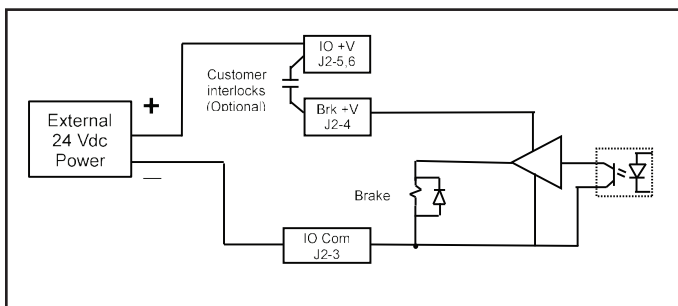 IO +V
J2-5,6
Customer
interlocks
(Optional)
+
Brk +V
J2-4
External
24 Vdc
Power
—
Brake
IO Com
J2-3